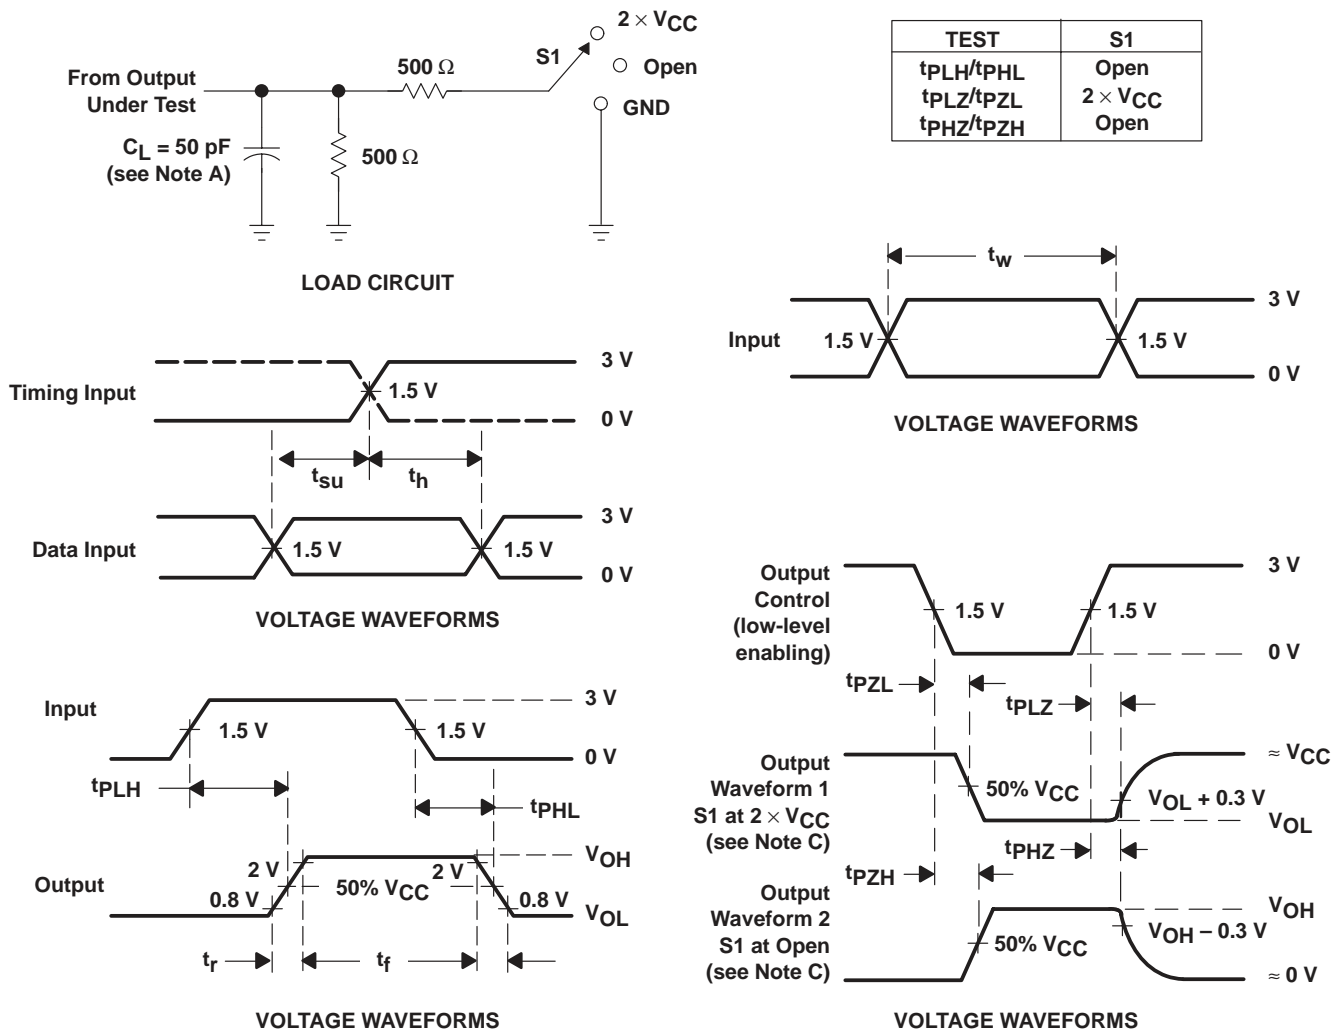 2 × VCC
S1
Open
500 Ω
From Output
Under Test
GND
CL = 50 pF
(see Note A)
500 Ω
LOAD CIRCUIT
TEST S1
tPLH/tPHL Open
tPLZ/tPZL 2 × VCC
tPHZ/tPZH Open
tw
3 V
Input 1.5 V 1.5 V
0 V
VOLTAGE WAVEFORMS
3 V
Timing Input 1.5 V
0 V
tsu th
3 V
Data Input 1.5 V 1.5 V
0 V
VOLTAGE WAVEFORMS
3 V
Input 1.5 V 1.5 V
0 V
tPLH tPHL
VOH
2 V 2 V
Output 50% VCC
0.8 V 0.8 V
VOL
tr tf
VOLTAGE WAVEFORMS
Output
Control
(low-level
enabling)
3 V
1.5 V 1.5 V
0 V
tPZL
tPLZ
Output
Waveform 1
S1 at 2 × VCC
(see Note C)
≈ VCC
50% VCC
VOL + 0.3 V
VOL
tPHZ
tPZH
Output
Waveform 2
S1 at Open
(see Note C)
VOH
VOH – 0.3 V
50% VCC
≈ 0 V
VOLTAGE WAVEFORMS